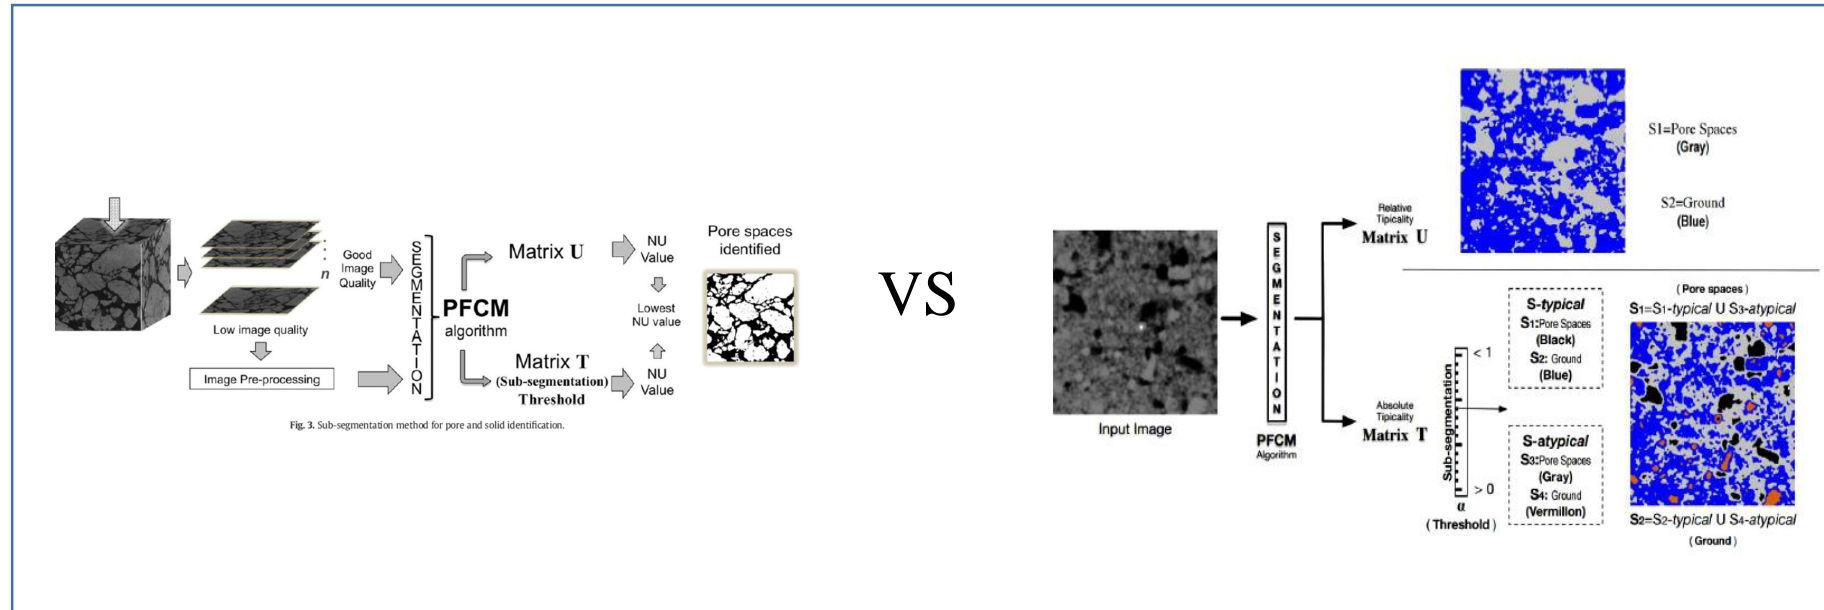 Good
Image
Quality
n
Low image quality
Image Pre-processing
SEGMENTATION
PFCM
algorithm
Matrix U
Matrix T
(Sub-segmentation)
Threshold
NU
Value
Lowest
NU value
NU
Value
Pore spaces
identified
Fig. 3. Sub-segmentation method for pore and solid identification.
VS
Input Image
SEGMENTATION
PFCM
Algorithm
Relative
Tipicality
Matrix U
Absolute
Tipicality
Matrix T
S1=Pore Spaces
(Gray)
S2=Ground
(Blue)
Sub-segmentation
< 1
> 0
α
(Threshold)
S-typical
S1:Pore Spaces
(Black)
S2: Ground
(Blue)
S-atypical
S3:Pore Spaces
(Gray)
S4: Ground
(Vermillon)
(Pore spaces)
S1=S1-typical U S3-atypical
S2=S2-typical U S4-atypical
(Ground)